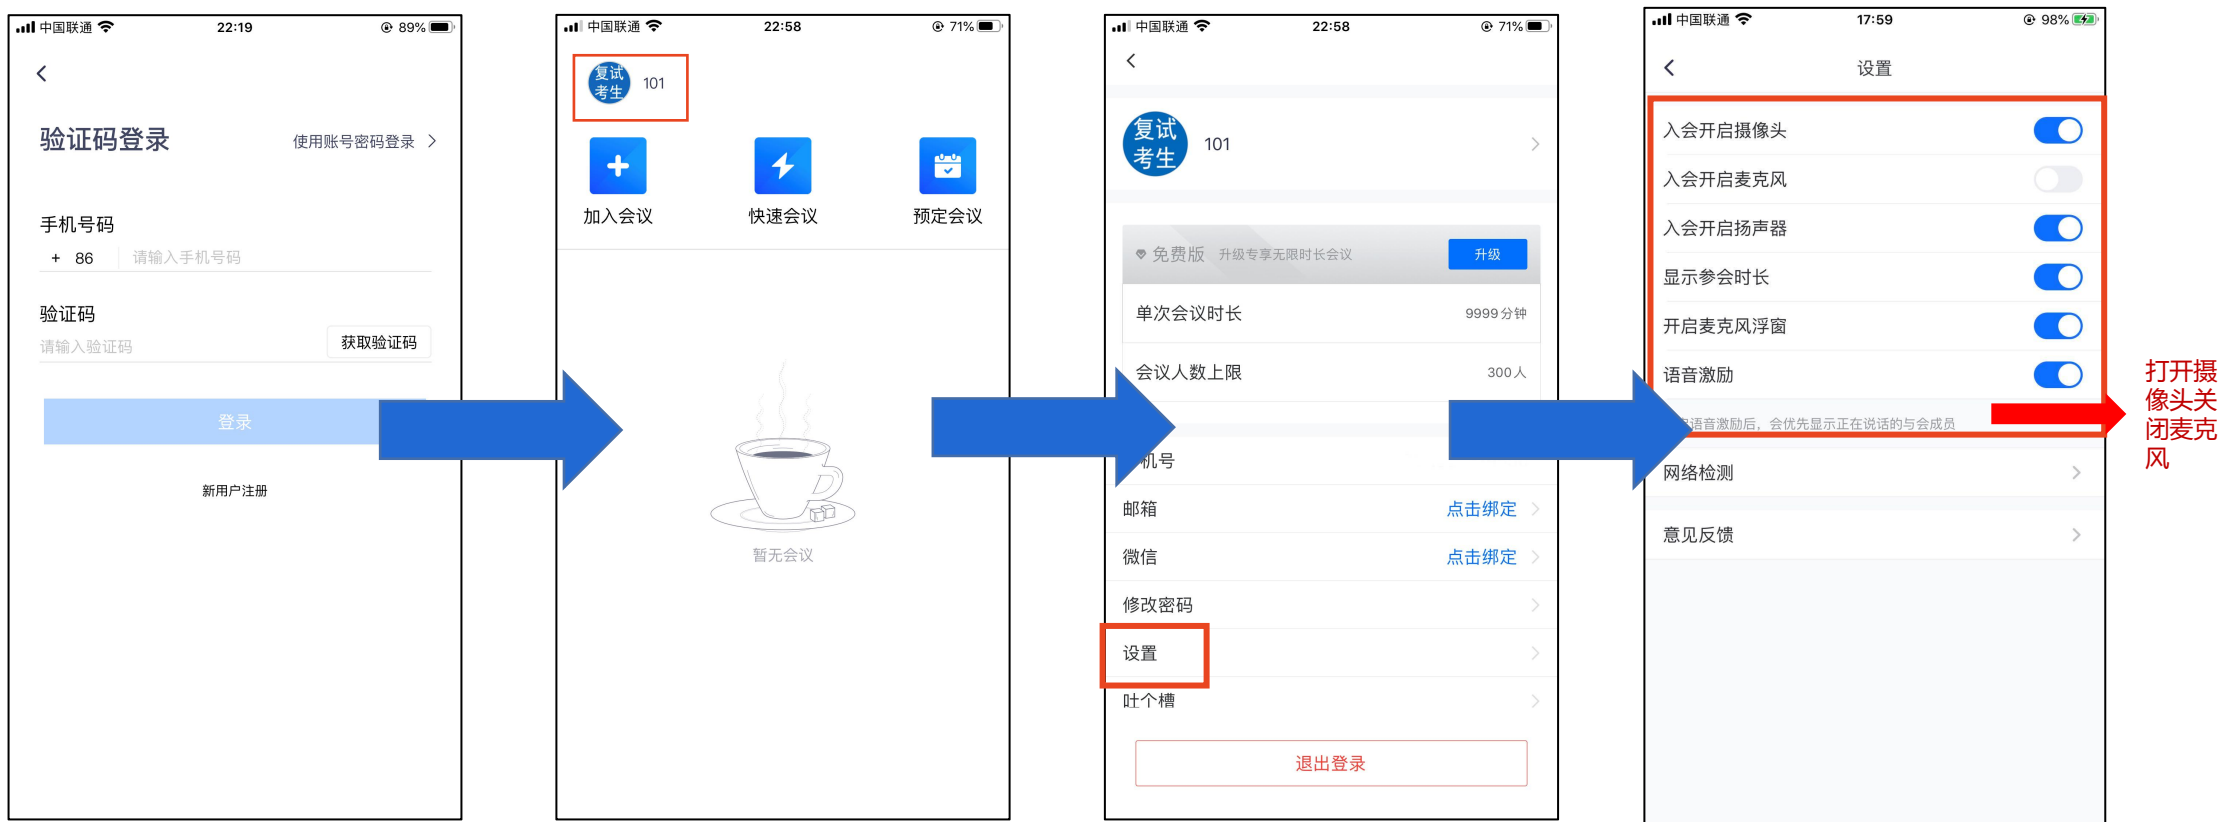 中国联通 22:19 89%
验证码登录 使用账号密码登录
手机号码
+ 86 请输入手机号码
验证码
请输入验证码 获取验证码
登录
新用户注册
中国联通 22:58 71%
复试
考生
101
加入会议 快速会议 预定会议
暂无会议
中国联通 22:58 71%
复试
考生
101
免费版 升级专享无限时长会议 升级
单次会议时长 9999分钟
会议人数上限 300人
机号
邮箱 点击绑定
微信 点击绑定
修改密码
设置
吐个槽
退出登录
中国联通 17:59 98%
设置
入会开启摄像头
入会开启麦克风
入会开启扬声器
显示参会时长
开启麦克风浮窗
语音激励
语音激励后，会优先显示正在说话的与会成员
网络检测
意见反馈
打开摄
像头关
闭麦克
风